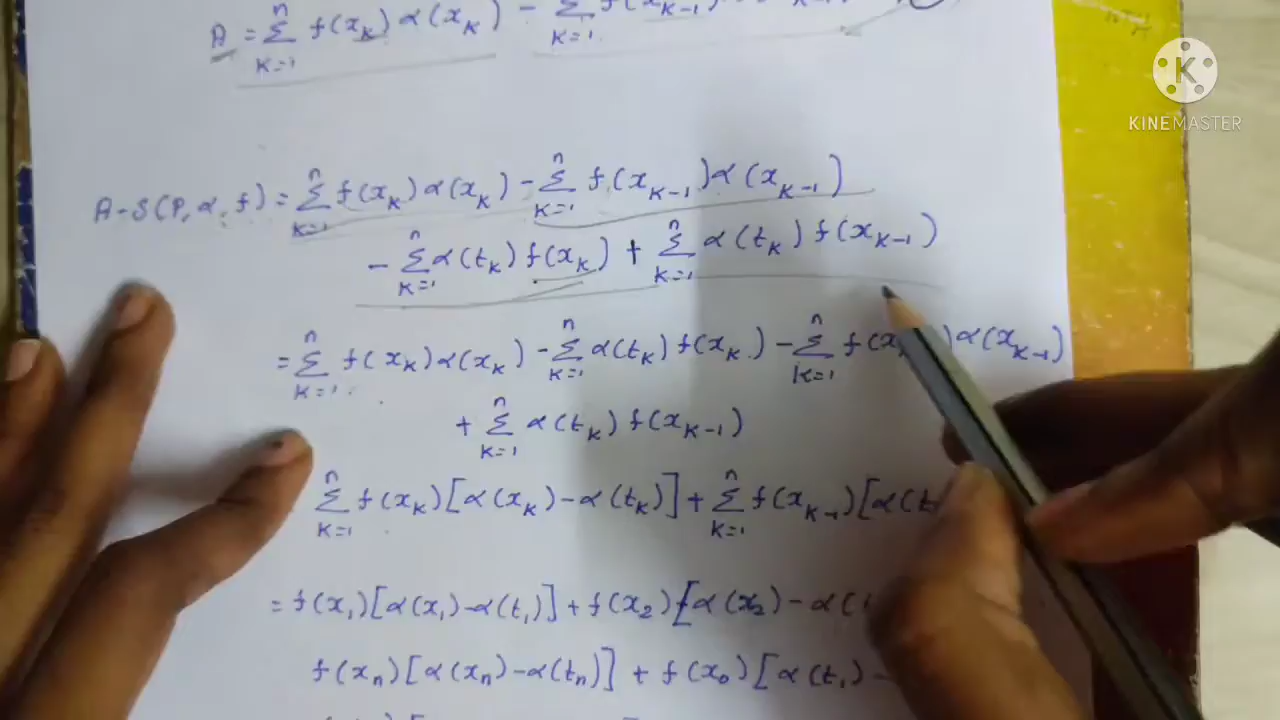 A = Σ_{K=1}^{n} f(x_K) α(x_K) - Σ_{K=1} f(x_{K-1})
KINEMASTER
A-S(P, α, f) = Σ_{K=1}^{n} f(x_K) α(x_K) - Σ_{K=1}^{n} f(x_{K-1}) α(x_{K-1})
- Σ_{K=1}^{n} α(t_K) f(x_K) + Σ_{K=1}^{n} α(t_K) f(x_{K-1})
= Σ_{K=1}^{n} f(x_K) α(x_K) - Σ_{K=1}^{n} α(t_K) f(x_K) - Σ_{K=1}^{n} f(x ) α(x_{K-1})
+ Σ_{K=1}^{n} α(t_K) f(x_{K-1})
Σ_{K=1}^{n} f(x_K) [α(x_K) - α(t_K)] + Σ_{K=1}^{n} f(x_{K-1}) [α(t
= f(x_1) [α(x_1) - α(t_1)] + f(x_2) [α(x_2) - α(t
f(x_n) [α(x_n) - α(t_n)] + f(x_0) [α(t_1) -